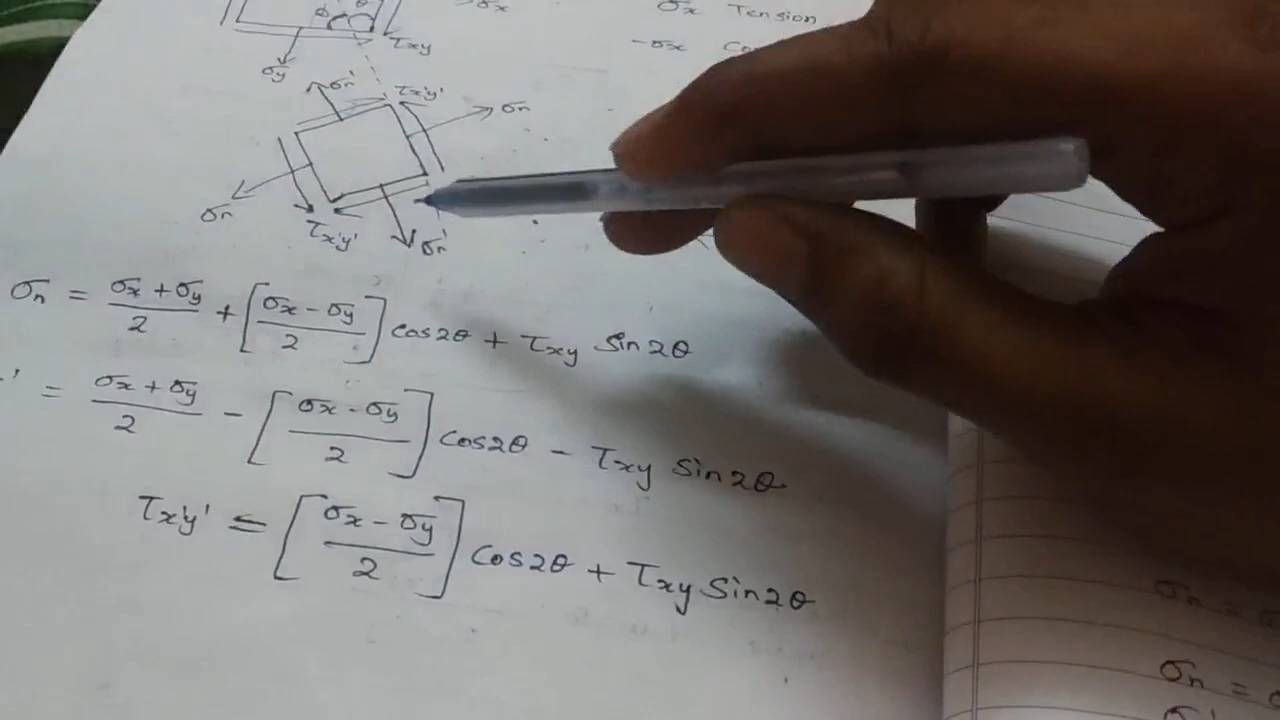 φ θ
σx
σx Tension
-σx
τxy
σy
σn'
τx'y'
σn
σn
τx'y'
σn'
σn = σx + σy / 2 + [σx - σy / 2] cos2θ + τxy Sin2θ
' = σx + σy / 2 - [σx - σy / 2] cos2θ - τxy sin2θ
τx'y' = [σx - σy / 2] cos2θ + τxy Sin2θ
σn =
σn =